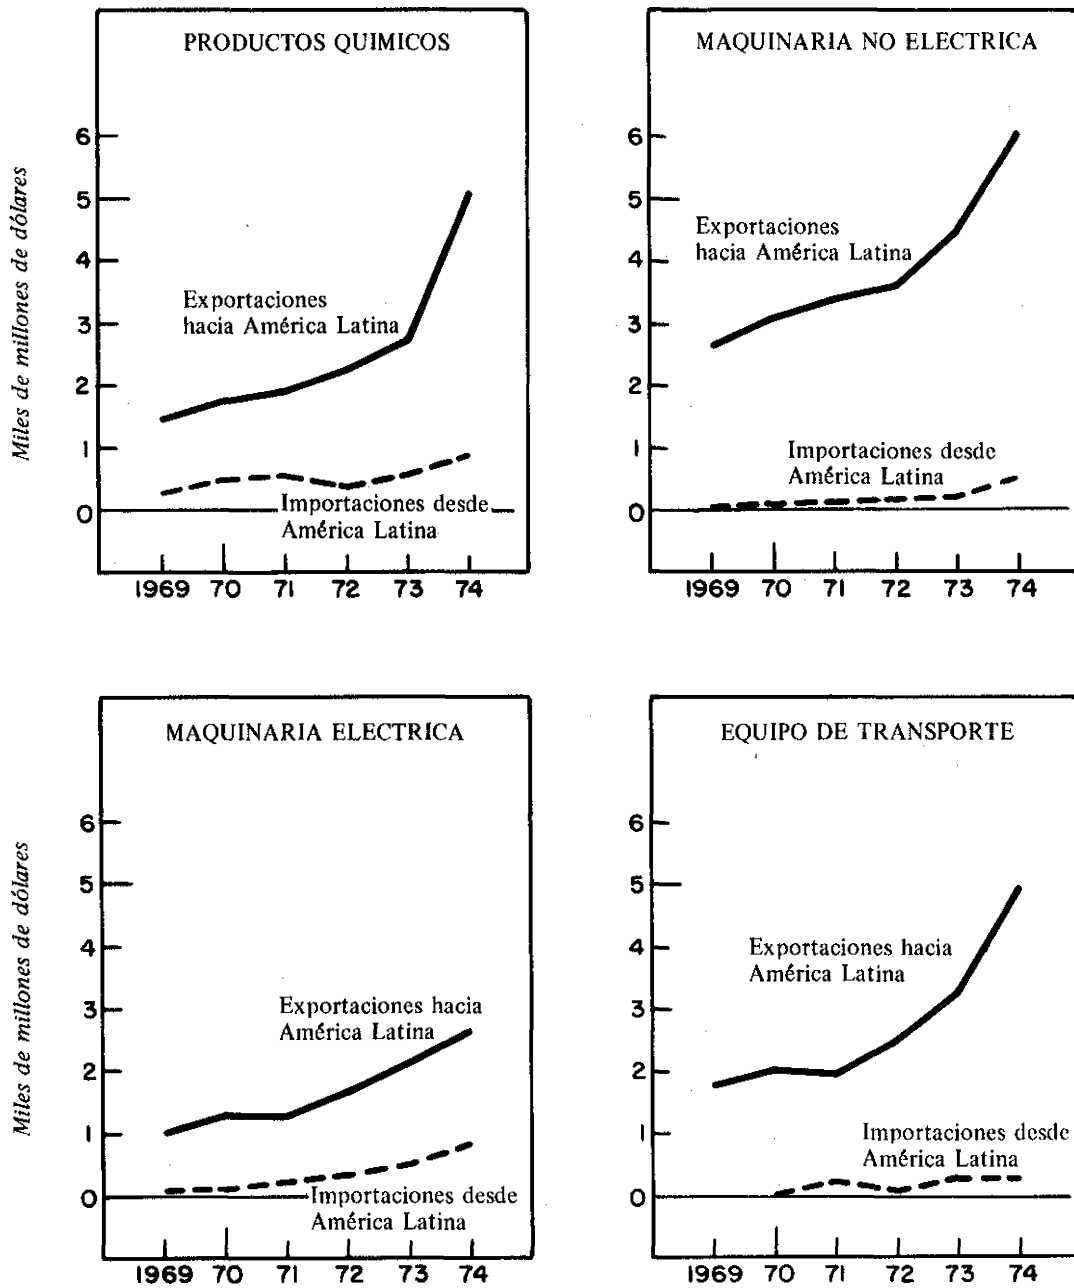 PRODUCTOS QUIMICOS
Miles de millones de dólares
6
5
4
3
2
1
0
Exportaciones
hacia América Latina
Importaciones desde
América Latina
1969 70 71 72 73 74
MAQUINARIA NO ELECTRICA
6
5
4
3
2
1
0
Exportaciones
hacia América Latina
Importaciones desde
América Latina
1969 70 71 72 73 74
MAQUINARIA ELECTRICA
Miles de millones de dólares
6
5
4
3
2
1
0
Exportaciones hacia
América Latina
Importaciones desde
América Latina
1969 70 71 72 73 74
EQUIPO DE TRANSPORTE
6
5
4
3
2
1
0
Exportaciones hacia
América Latina
Importaciones desde
América Latina
1969 70 71 72 73 74